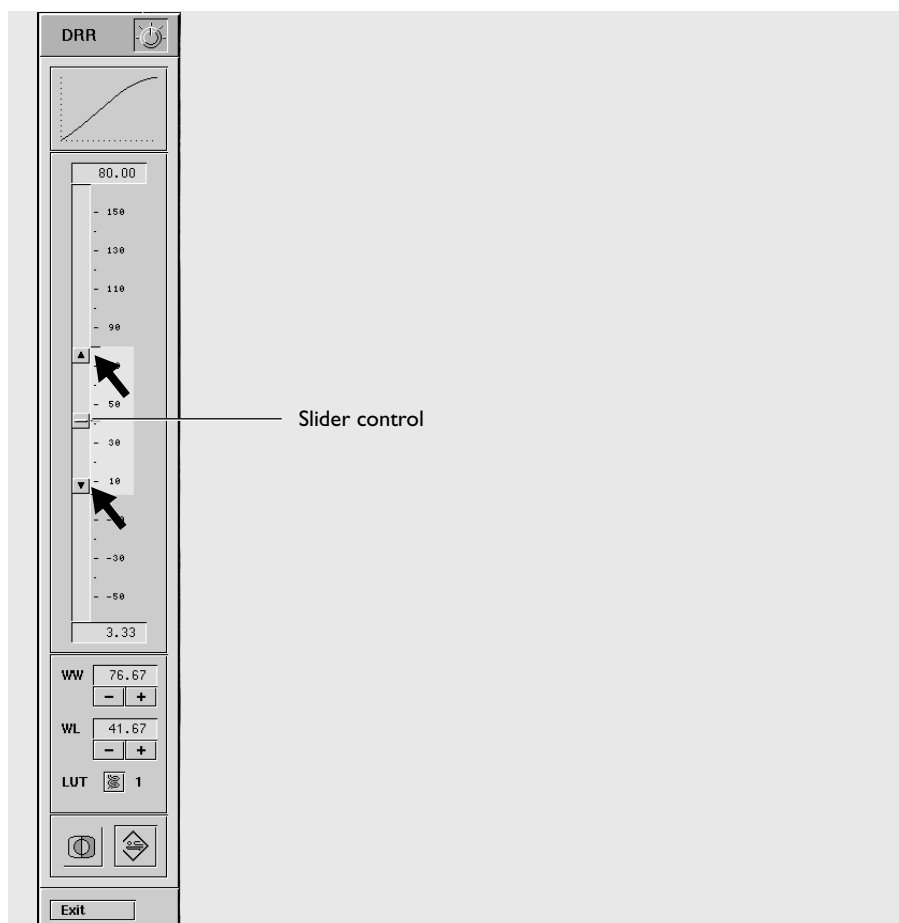 DRR
80.00
- 150
- 130
- 110
- 90
- 50
Slider control
- 30
- 10
- -30
- -50
3.33
WW 76.67
- +
WL 41.67
- +
LUT 1
Exit